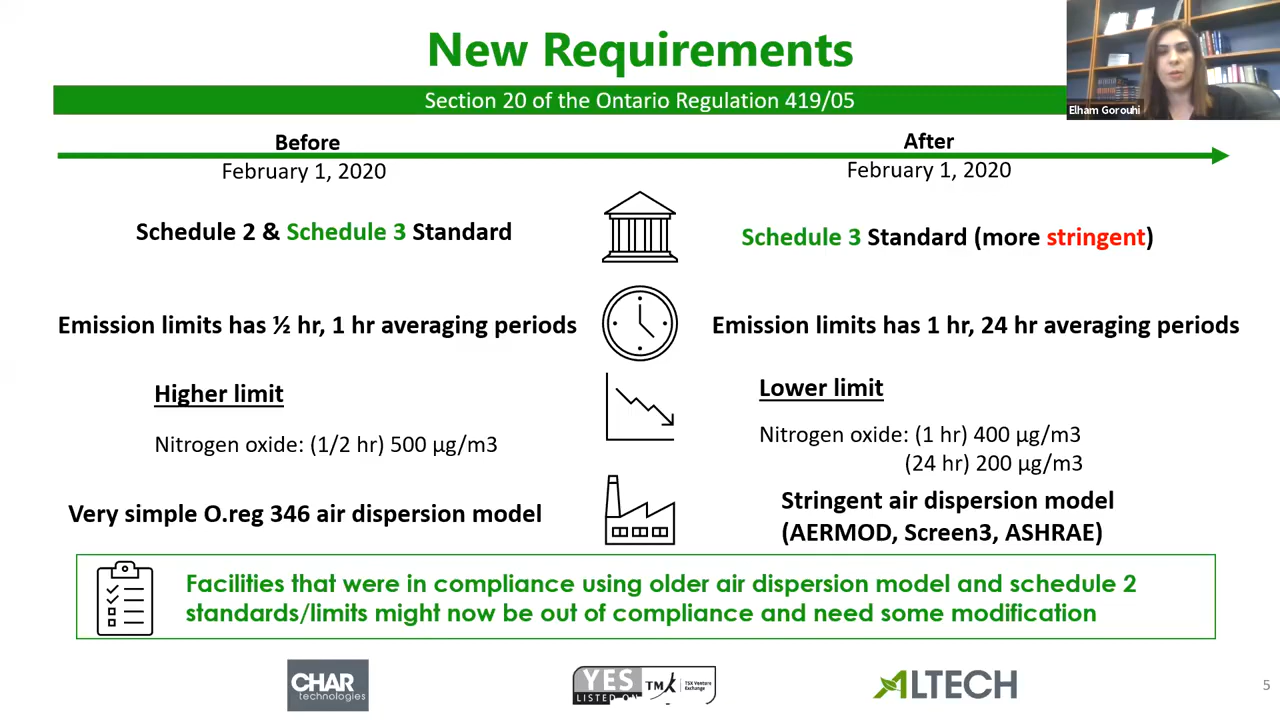 New Requirements
Section 20 of the Ontario Regulation 419/05
Elham Gorouhi
Before
February 1, 2020
After
February 1, 2020
Schedule 2 & Schedule 3 Standard
Schedule 3 Standard (more stringent)
Emission limits has ½ hr, 1 hr averaging periods
Emission limits has 1 hr, 24 hr averaging periods
Higher limit
Nitrogen oxide: (1/2 hr) 500 µg/m3
Lower limit
Nitrogen oxide: (1 hr) 400 µg/m3
(24 hr) 200 µg/m3
Very simple O.reg 346 air dispersion model
Stringent air dispersion model
(AERMOD, Screen3, ASHRAE)
Facilities that were in compliance using older air dispersion model and schedule 2
standards/limits might now be out of compliance and need some modification
CHAR
technologies
YES
LISTED ON
TMX
TSX Venture
Exchange
ALTECH
5